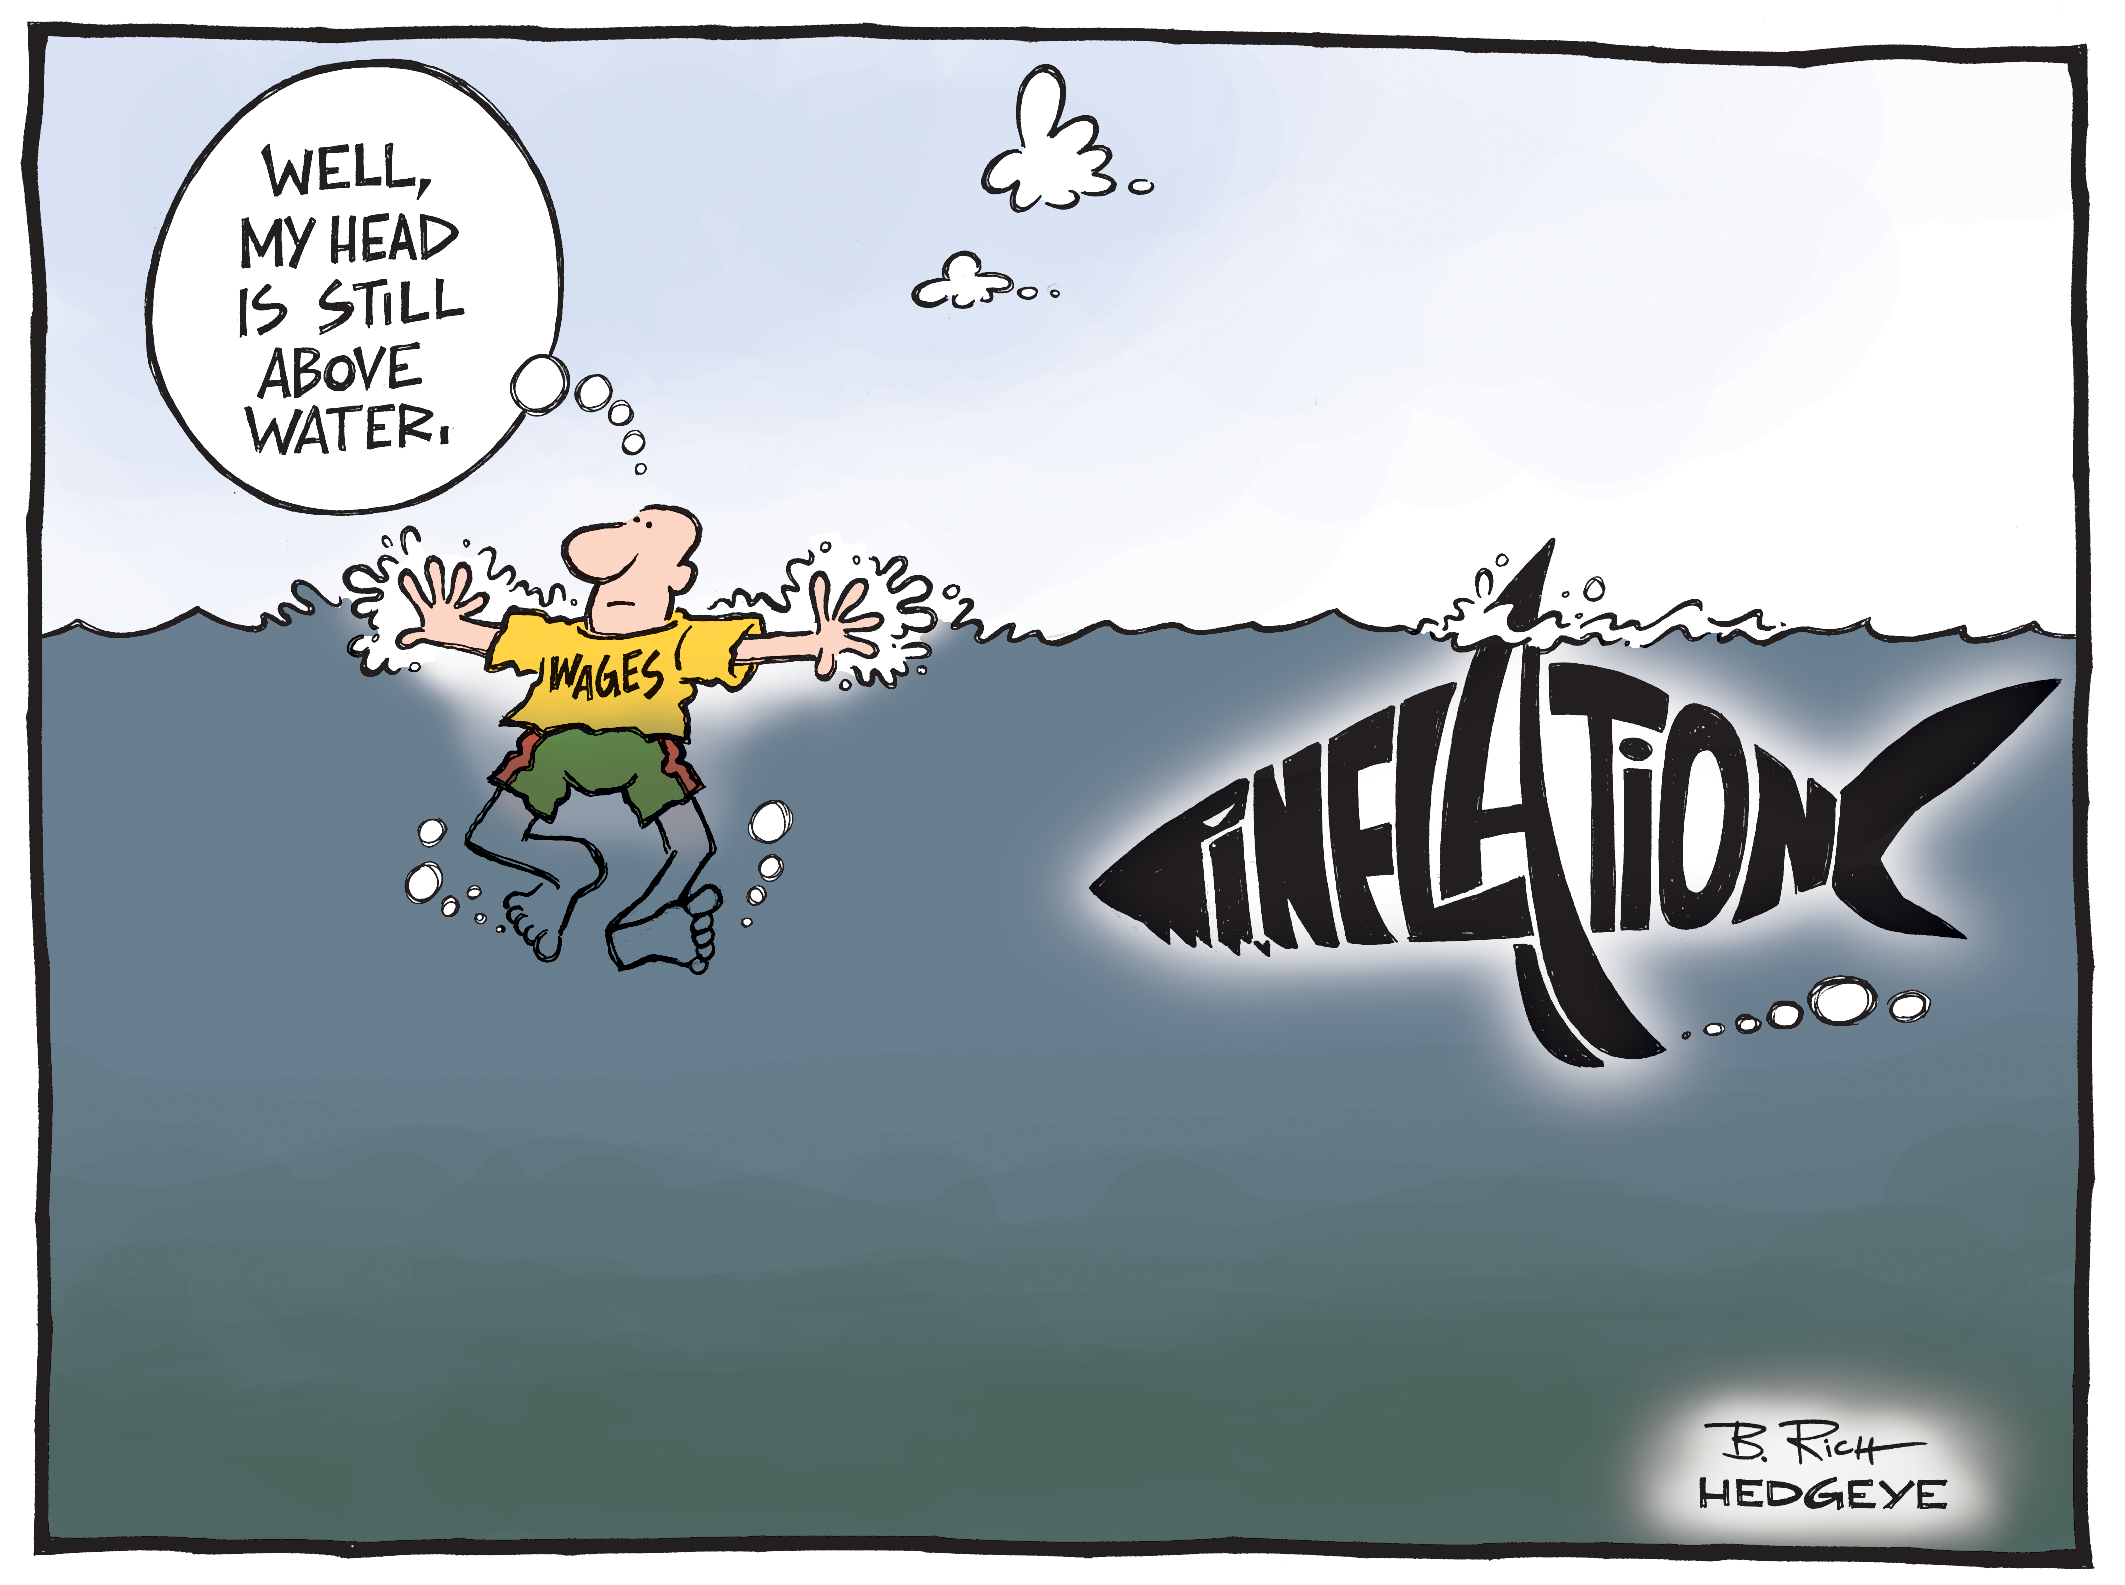 WELL,
MY HEAD
IS STILL
ABOVE
WATER.
WAGES
INFLATION
B. RICH
HEDGEYE